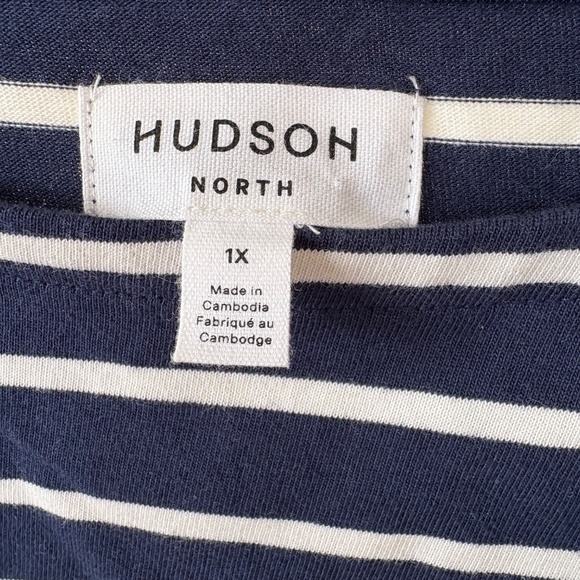 HUDSON
NORTH
1X
Made in
Cambodia
Fabriqué au
Cambodge